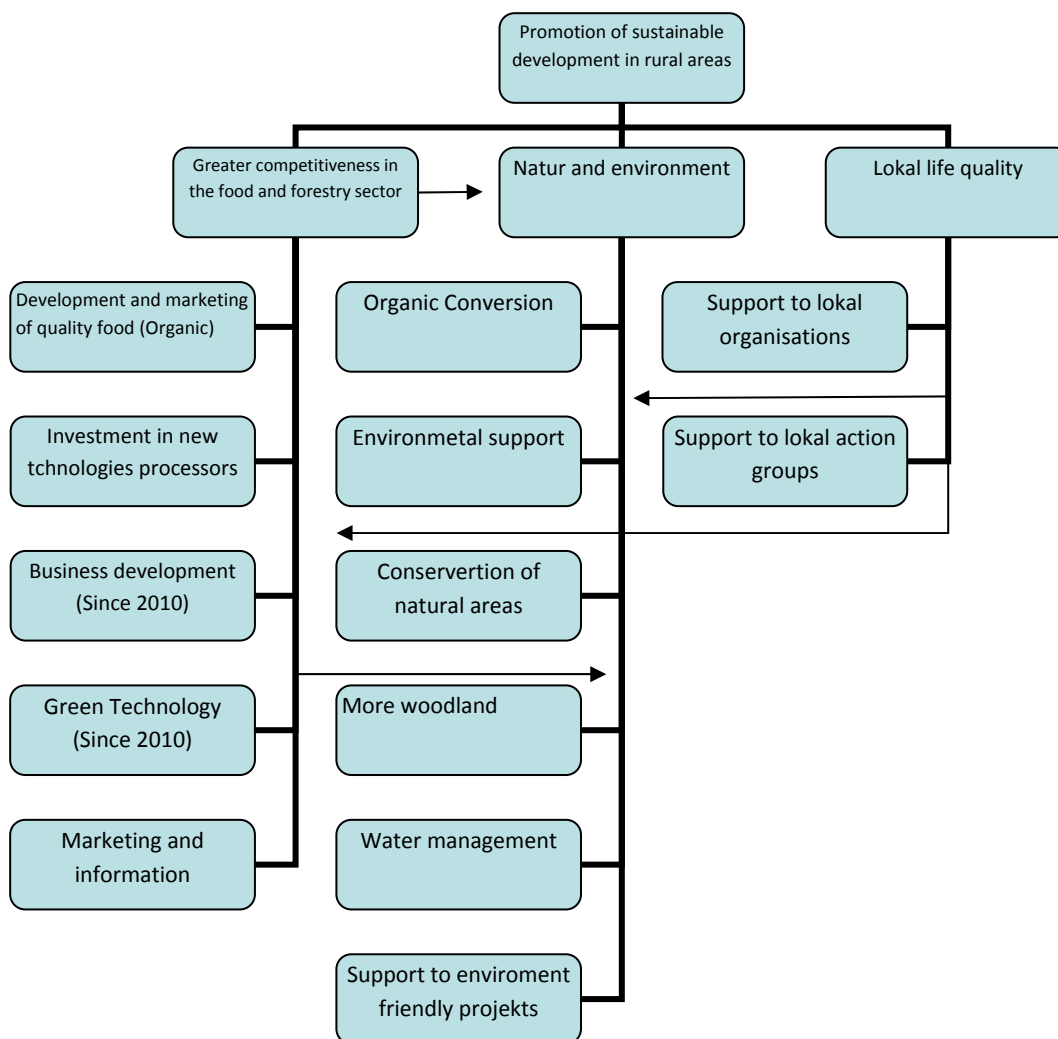 Promotion of sustainable
development in rural areas
Greater competitiveness in
the food and forestry sector
Natur and environment
Lokal life quality
Development and marketing
of quality food (Organic)
Organic Conversion
Support to lokal
organisations
Investment in new
tchnologies processors
Environmetal support
Support to lokal action
groups
Business development
(Since 2010)
Conservertion of
natural areas
Green Technology
(Since 2010)
More woodland
Marketing and
information
Water management
Support to enviroment
friendly projekts